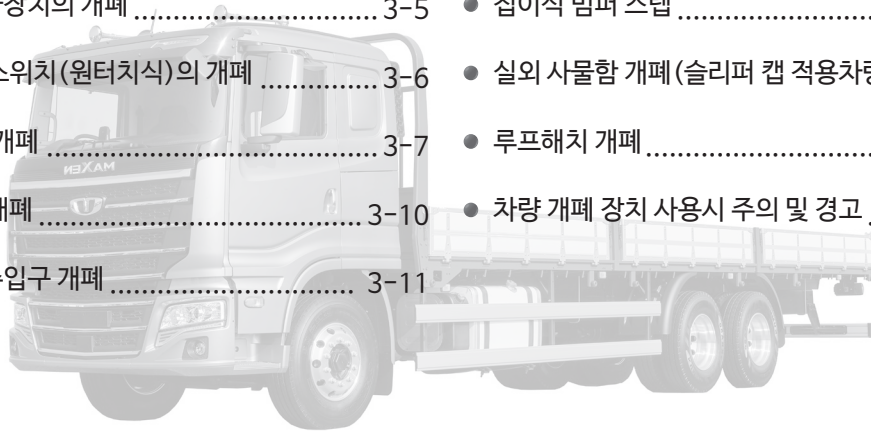 장치의 개폐 3-5
스위치(원터치식)의 개폐 3-6
개폐 3-7
개폐 3-10
입구 개폐 3-11
● 접이식 범퍼 스텝
● 실외 사물함 개폐(슬리퍼 캡 적용차량
● 루프해치 개폐
● 차량 개폐 장치 사용시 주의 및 경고
MAXEN